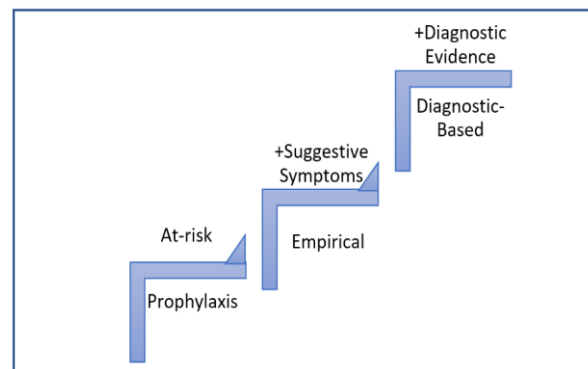 +Diagnostic
Evidence
Diagnostic-
Based
+Suggestive
Symptoms
Empirical
At-risk
Prophylaxis